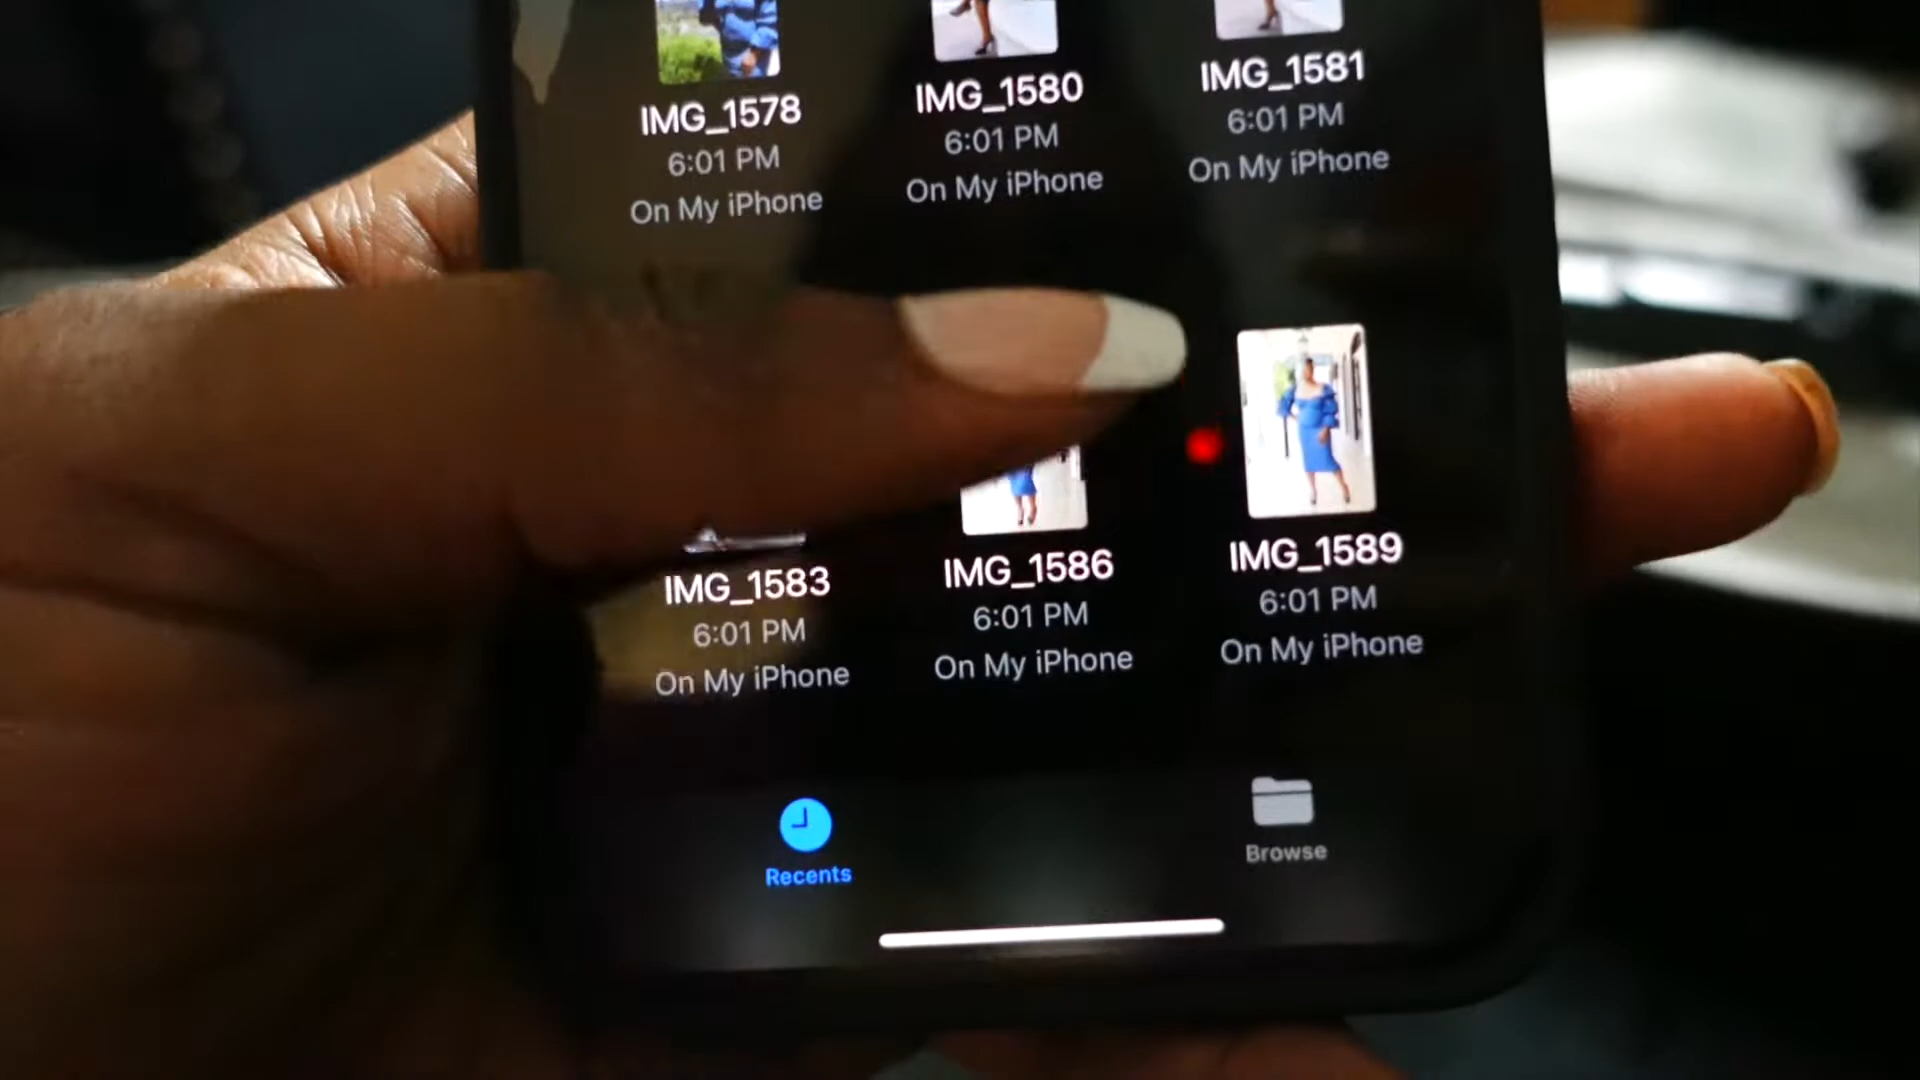 IMG_1578
6:01 PM
On My iPhone
IMG_1580
6:01 PM
On My iPhone
IMG_1581
6:01 PM
On My iPhone
IMG_1583
6:01 PM
On My iPhone
IMG_1586
6:01 PM
On My iPhone
IMG_1589
6:01 PM
On My iPhone
Recents
Browse